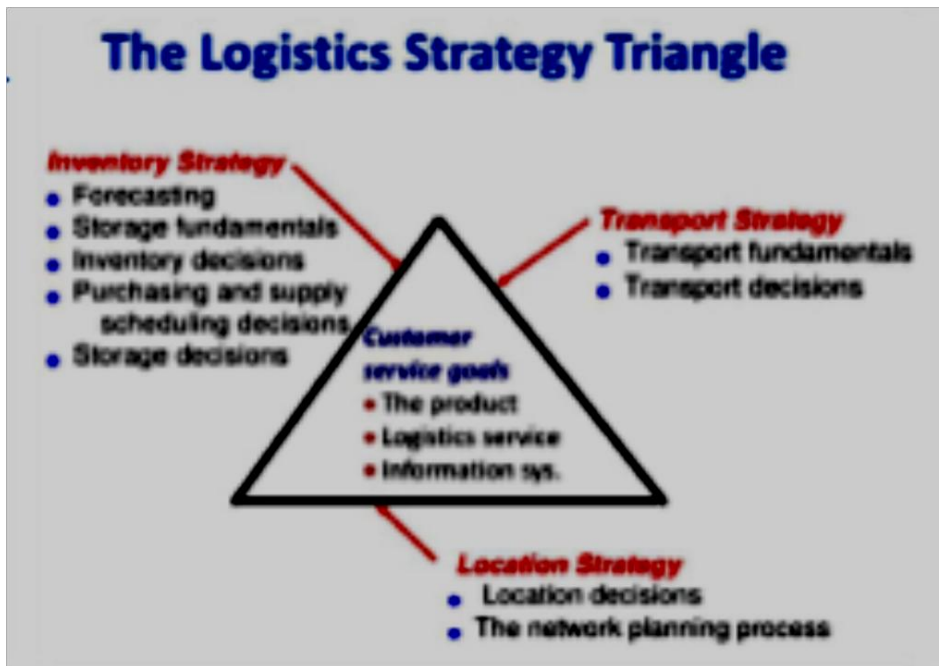 The Logistics Strategy Triangle
Inventory Strategy
Forecasting
Storage fundamentals
Inventory decisions
Purchasing and supply
scheduling decisions
Storage decisions
Transport Strategy
Transport fundamentals
Transport decisions
Customer
service goals
The product
Logistics service
Information sys.
Location Strategy
Location decisions
The network planning process